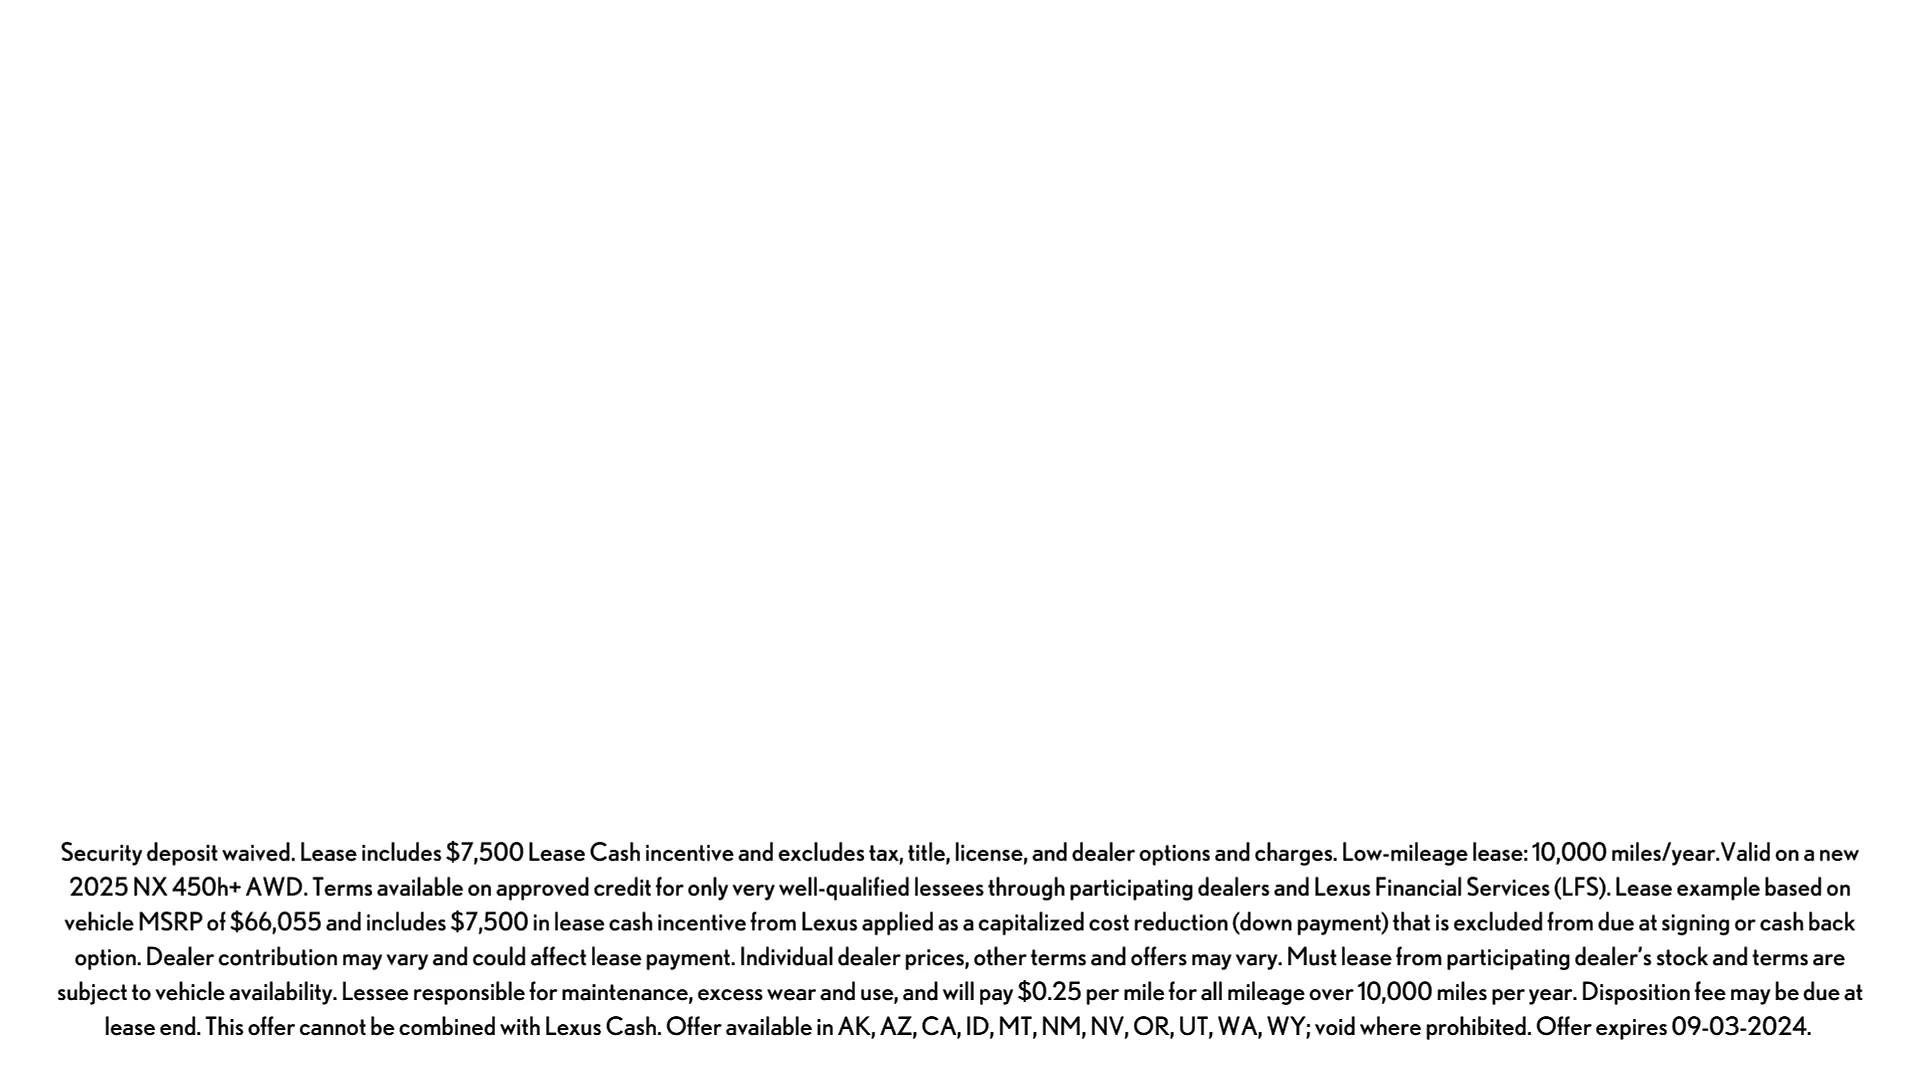 Security deposit waived. Lease includes $7,500 Lease Cash incentive and excludes tax, title, license, and dealer options and charges. Low-mileage lease: 10,000 miles/year.Valid on a new
2025 NX 450h+ AWD. Terms available on approved credit for only very well-qualified lessees through participating dealers and Lexus Financial Services (LFS). Lease example based on
vehicle MSRP of $66,055 and includes $7,500 in lease cash incentive from Lexus applied as a capitalized cost reduction (down payment) that is excluded from due at signing or cash back
option. Dealer contribution may vary and could affect lease payment. Individual dealer prices, other terms and offers may vary. Must lease from participating dealer’s stock and terms are
subject to vehicle availability. Lessee responsible for maintenance, excess wear and use, and will pay $0.25 per mile for all mileage over 10,000 miles per year. Disposition fee may be due at
lease end. This offer cannot be combined with Lexus Cash. Offer available in AK, AZ, CA, ID, MT, NM, NV, OR, UT, WA, WY; void where prohibited. Offer expires 09-03-2024.